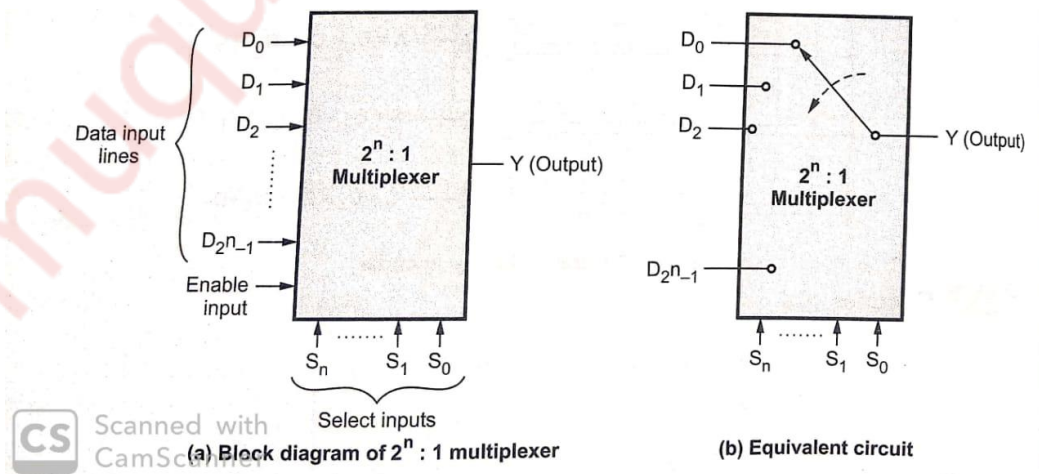 D₀
D₁
D₂
Data input
lines
2ⁿ : 1
Multiplexer
Y (Output)
D₂n₋₁
Enable
input
Sₙ ....... S₁ S₀
Select inputs
(a) Block diagram of 2ⁿ : 1 multiplexer
D₀
D₁
D₂
2ⁿ : 1
Multiplexer
Y (Output)
D₂n₋₁
Sₙ ....... S₁ S₀
(b) Equivalent circuit
CS
Scanned with
CamScanner